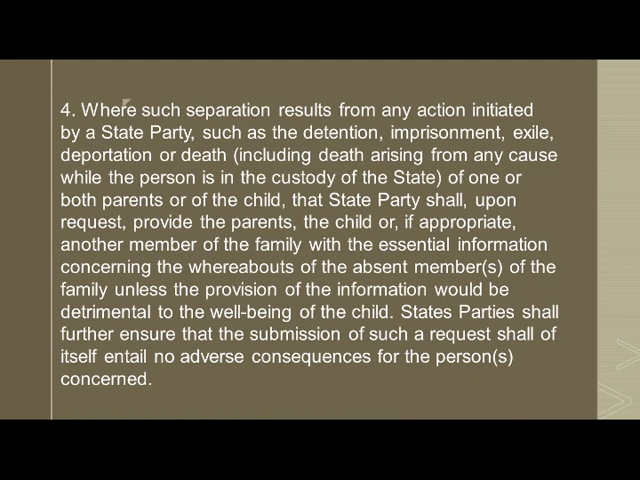 4. Where such separation results from any action initiated
by a State Party, such as the detention, imprisonment, exile,
deportation or death (including death arising from any cause
while the person is in the custody of the State) of one or
both parents or of the child, that State Party shall, upon
request, provide the parents, the child or, if appropriate,
another member of the family with the essential information
concerning the whereabouts of the absent member(s) of the
family unless the provision of the information would be
detrimental to the well-being of the child. States Parties shall
further ensure that the submission of such a request shall of
itself entail no adverse consequences for the person(s)
concerned.